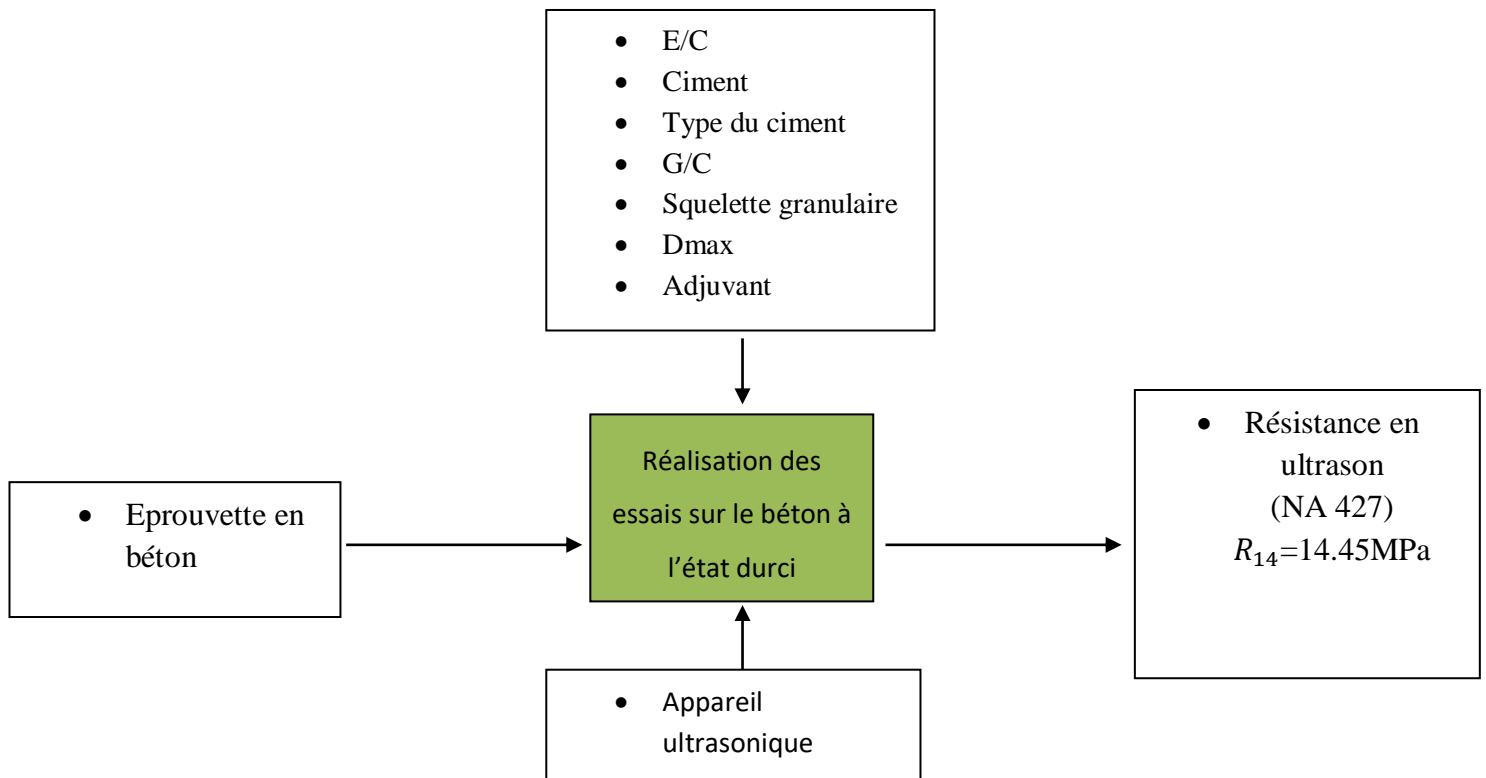 • E/C
• Ciment
• Type du ciment
• G/C
• Squelette granulaire
• Dmax
• Adjuvant
• Eprouvette en
béton
Réalisation des
essais sur le béton à
l’état durci
• Résistance en
ultrason
(NA 427)
𝑅₁₄=14.45MPa
• Appareil
ultrasonique